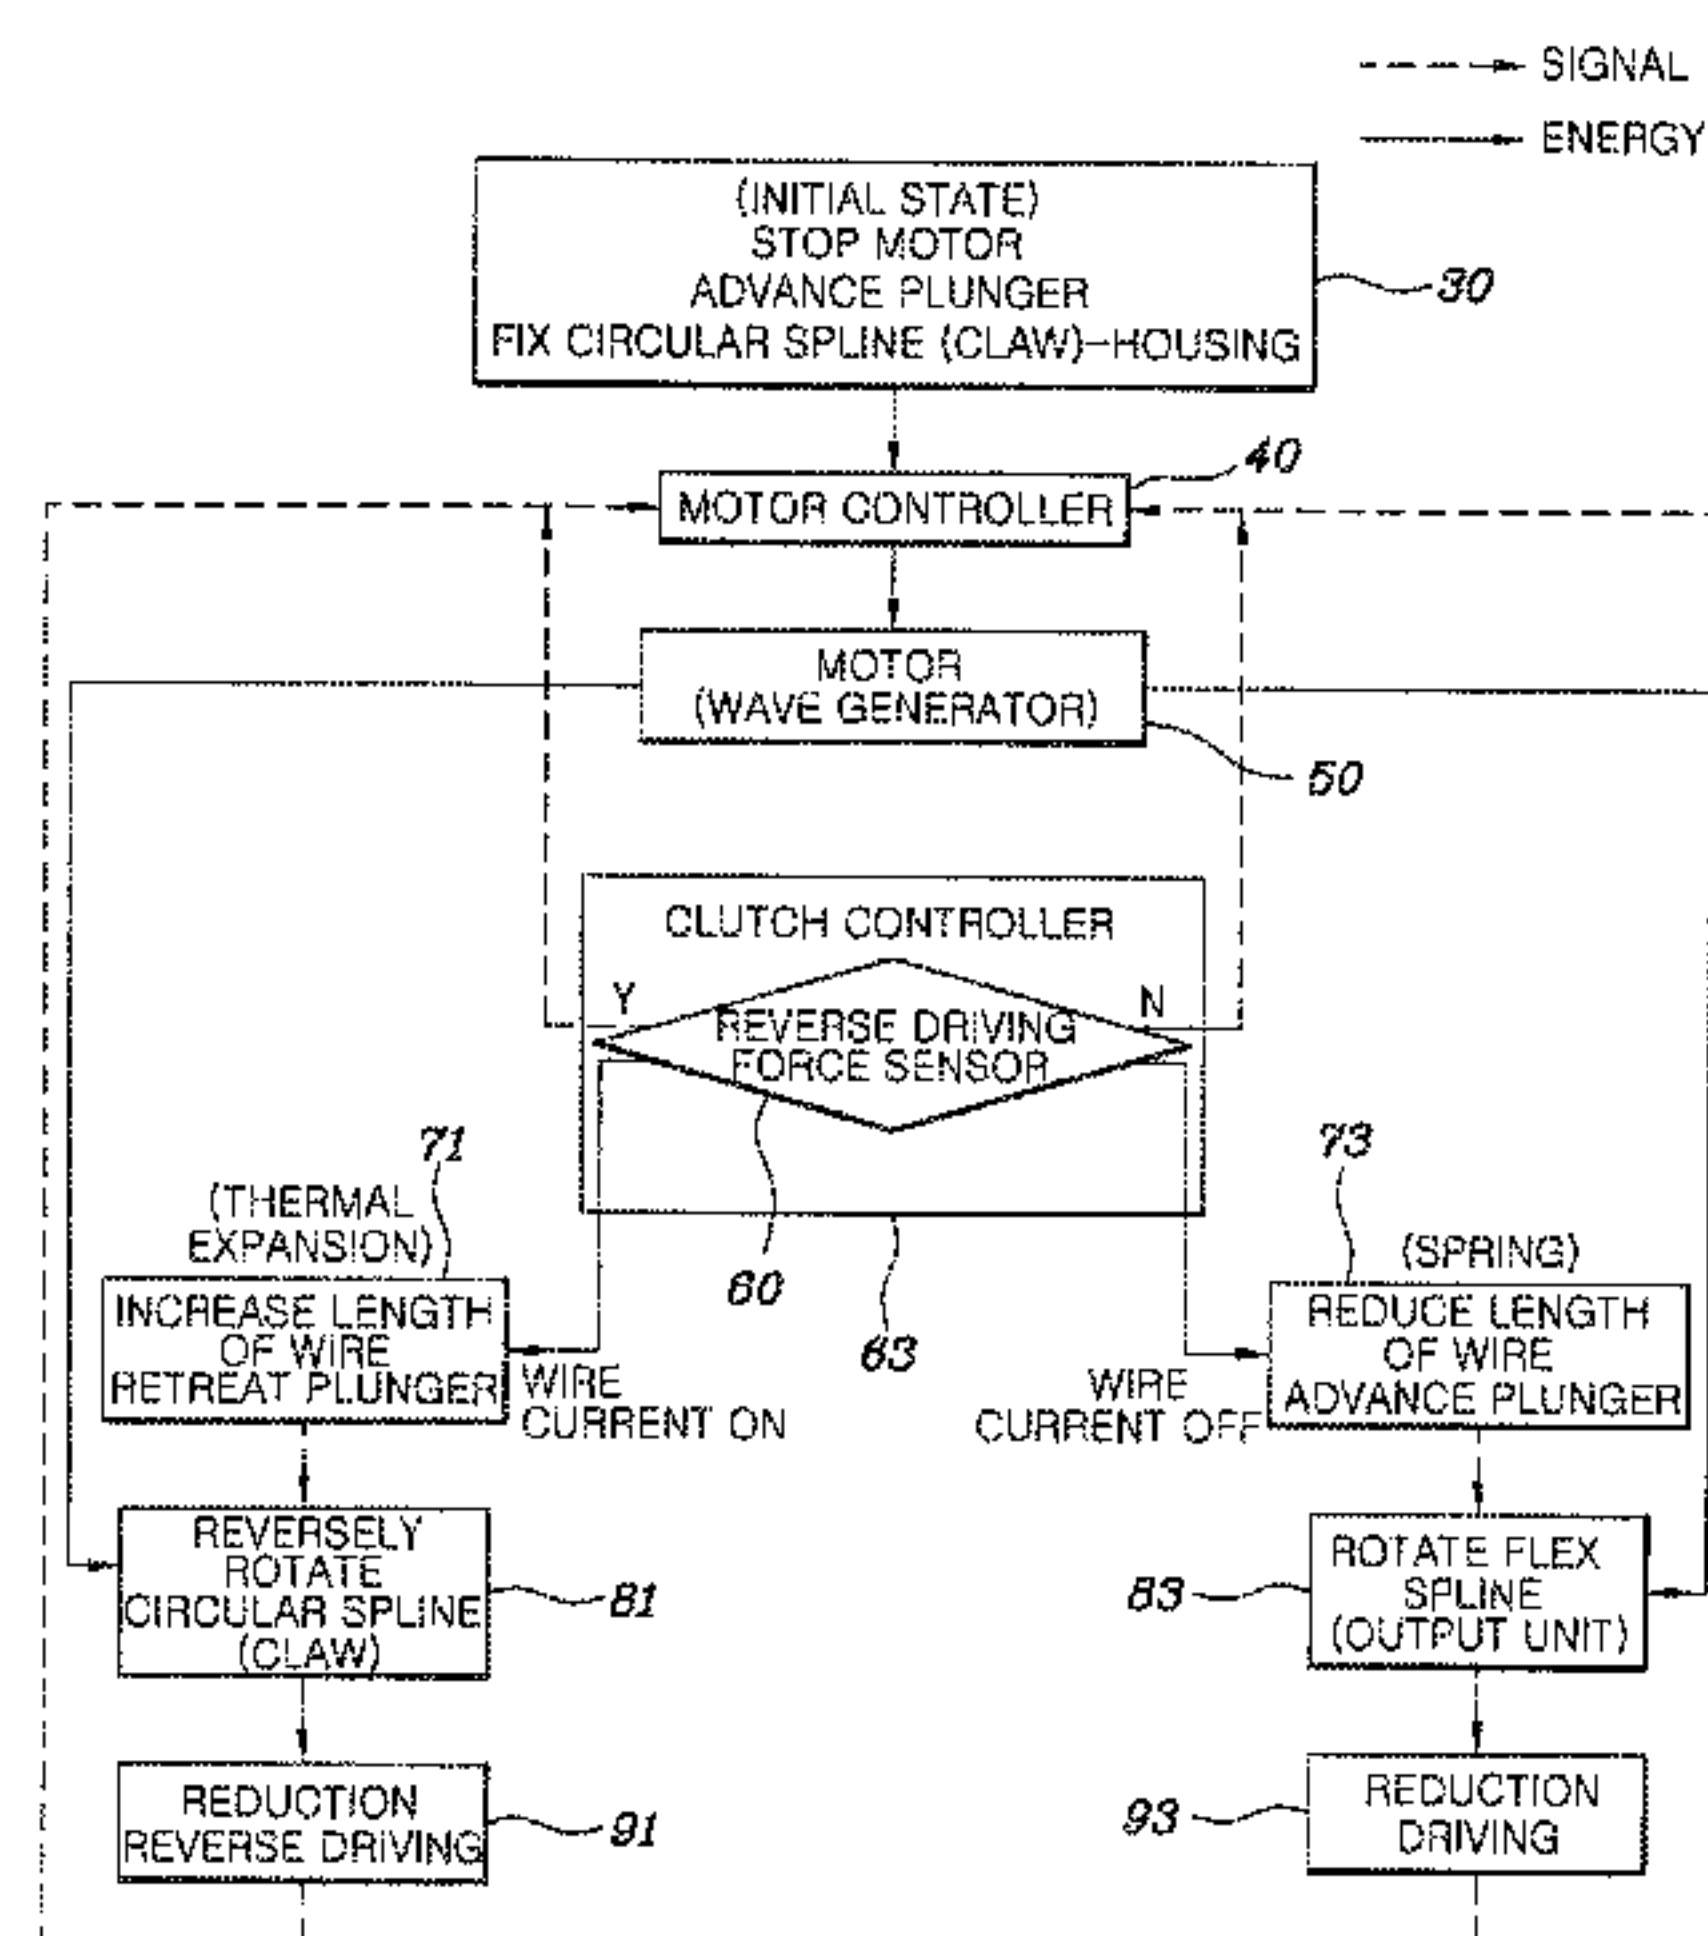 SIGNAL
ENERGY
(INITIAL STATE)
STOP MOTOR
ADVANCE PLUNGER
FIX CIRCULAR SPLINE (CLAW)-HOUSING
30
40
MOTOR CONTROLLER
MOTOR
(WAVE GENERATOR)
50
CLUTCH CONTROLLER
Y
N
REVERSE DRIVING
FORCE SENSOR
60
63
71
(THERMAL
EXPANSION)
INCREASE LENGTH
OF WIRE
RETREAT PLUNGER
WIRE
CURRENT ON
73
(SPRING)
REDUCE LENGTH
OF WIRE
ADVANCE PLUNGER
WIRE
CURRENT OFF
REVERSELY
ROTATE
CIRCULAR SPLINE
(CLAW)
81
83
ROTATE FLEX
SPLINE
(OUTPUT UNIT)
REDUCTION
REVERSE DRIVING
91
93
REDUCTION
DRIVING